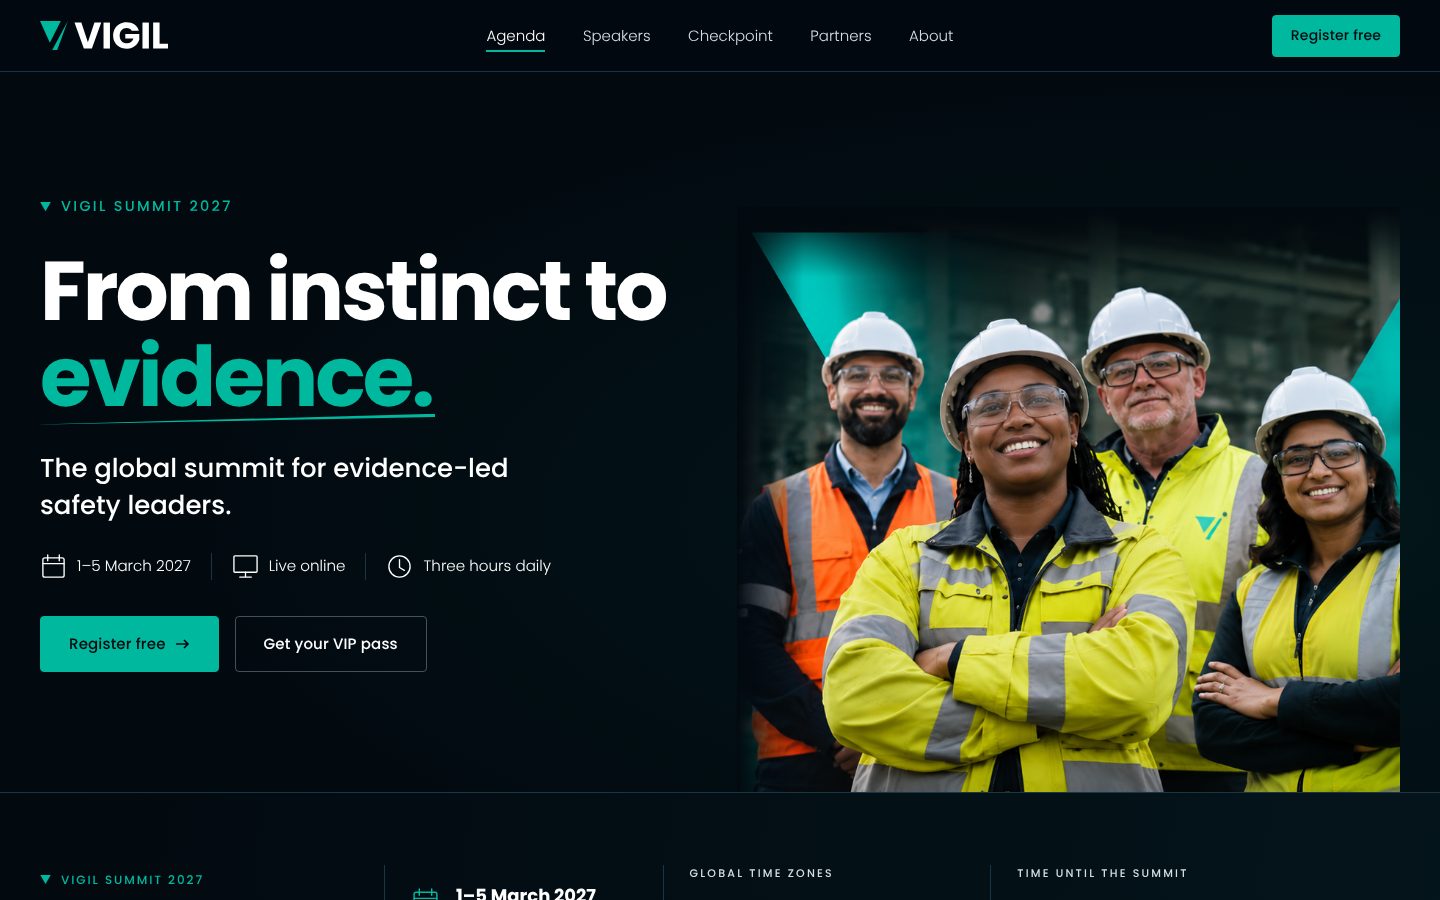 VIGIL
Agenda
Speakers
Checkpoint
Partners
About
Register free
VIGIL SUMMIT 2027
From instinct to
evidence.
The global summit for evidence-led
safety leaders.
1–5 March 2027
Live online
Three hours daily
Register free →
Get your VIP pass
VIGIL SUMMIT 2027
1–5 March 2027
GLOBAL TIME ZONES
TIME UNTIL THE SUMMIT